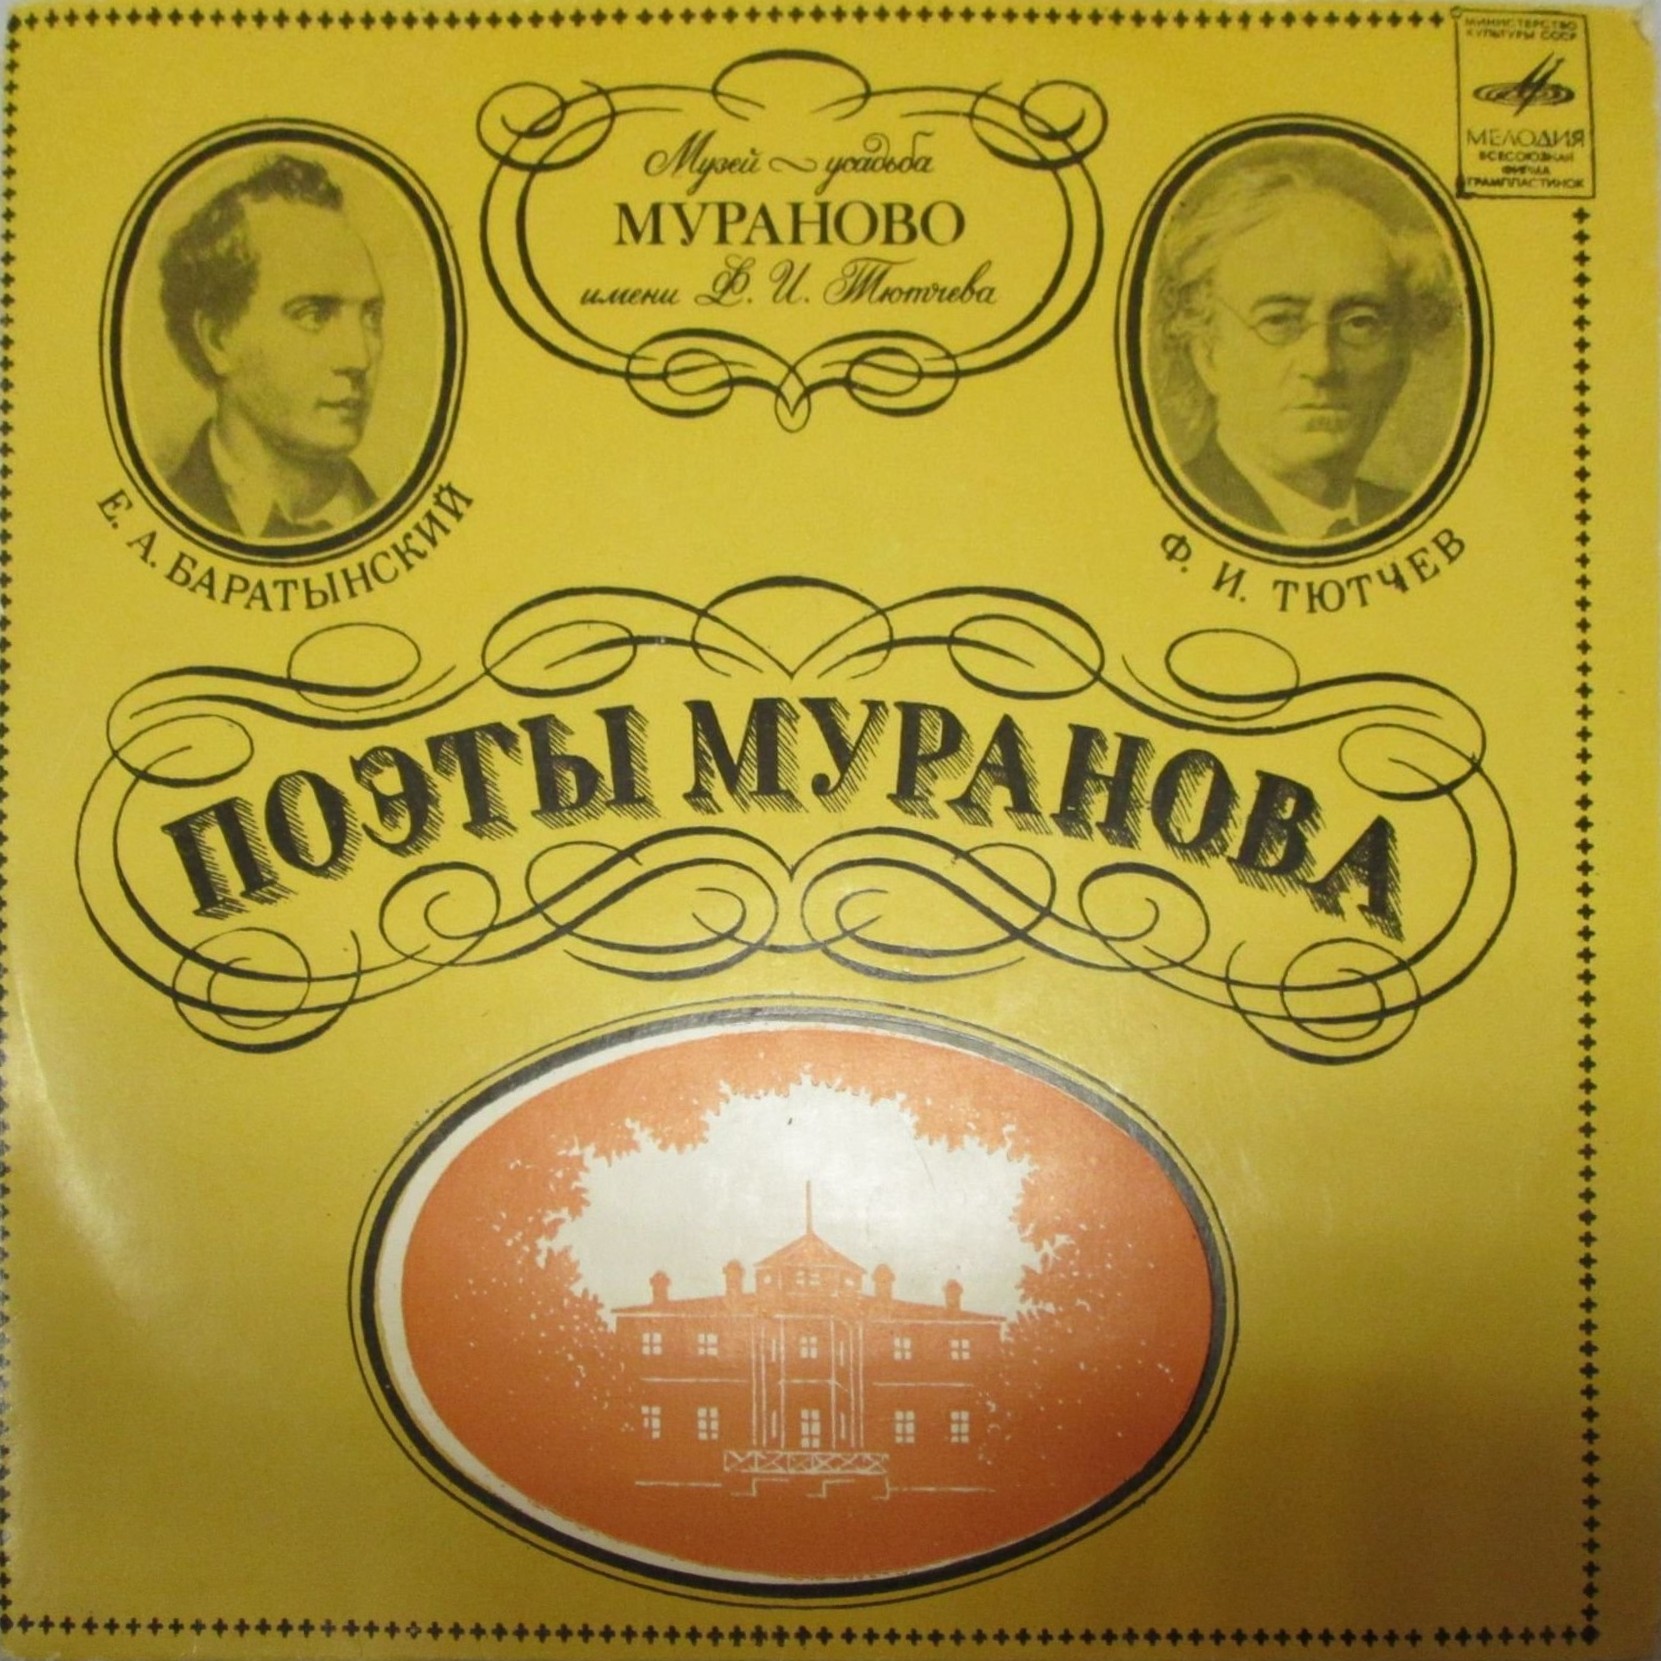 МИНИСТЕРСТВО
КУЛЬТУРЫ СССР
МЕЛОДИЯ
ВСЕСОЮЗНАЯ
ФИРМА
ГРАМПЛАСТИНОК
Музей ~ усадьба
МУРАНОВО
имени Ф. И. Тютчева
Е. А. БАРАТЫНСКИЙ
Ф. И. ТЮТЧЕВ
ПОЭТЫ МУРАНОВА